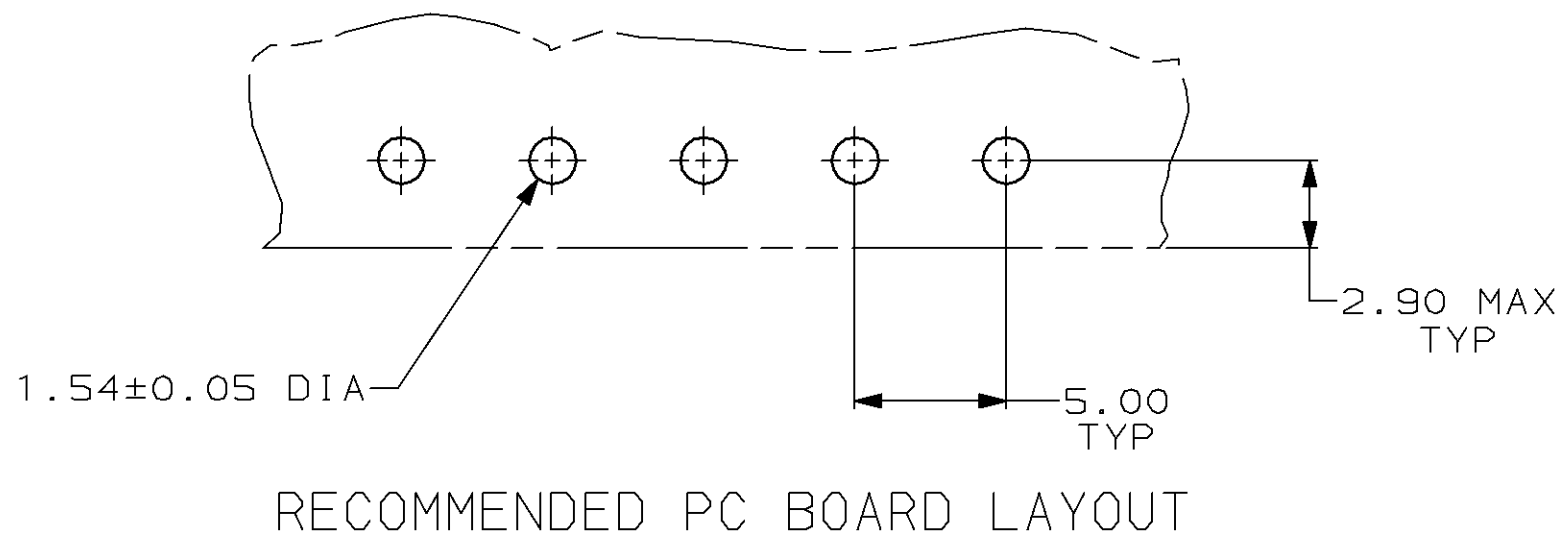 2.90 MAX
TYP
1.54±0.05 DIA
5.00
TYP
RECOMMENDED PC BOARD LAYOUT